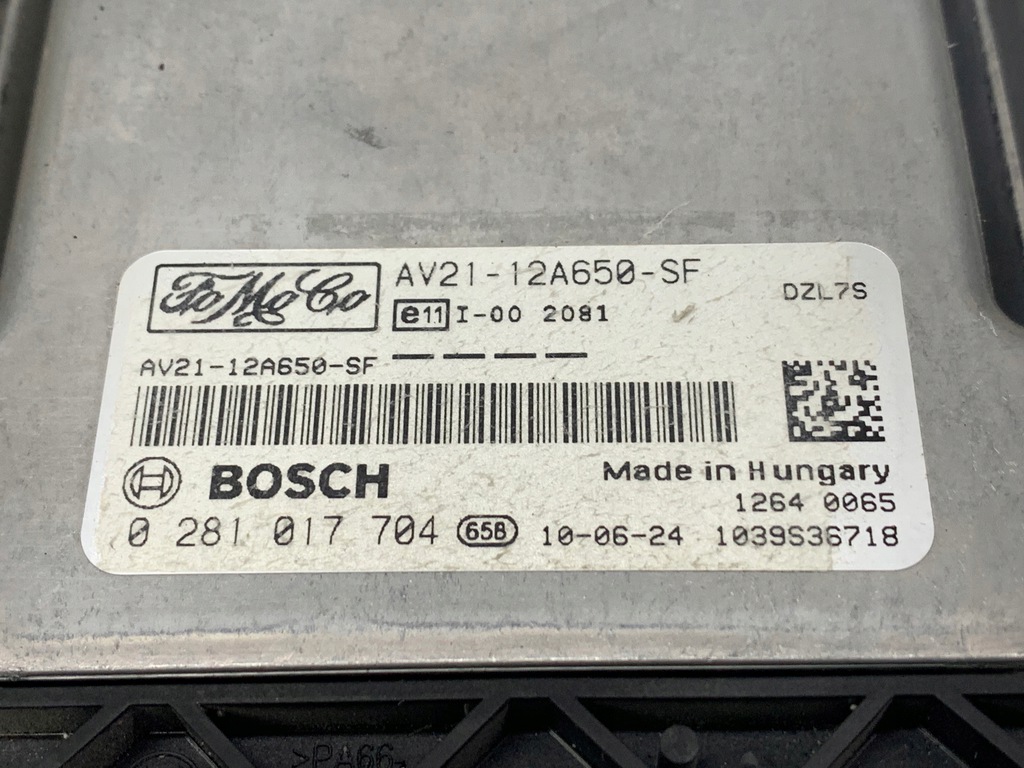 FoMoCo
AV21-12A650-SF
DZL7S
e11 I-00 2081
AV21-12A650-SF
BOSCH
Made in Hungary
1264 0065
0 281 017 704 65B 10-06-24 1039S36718
>PA66-